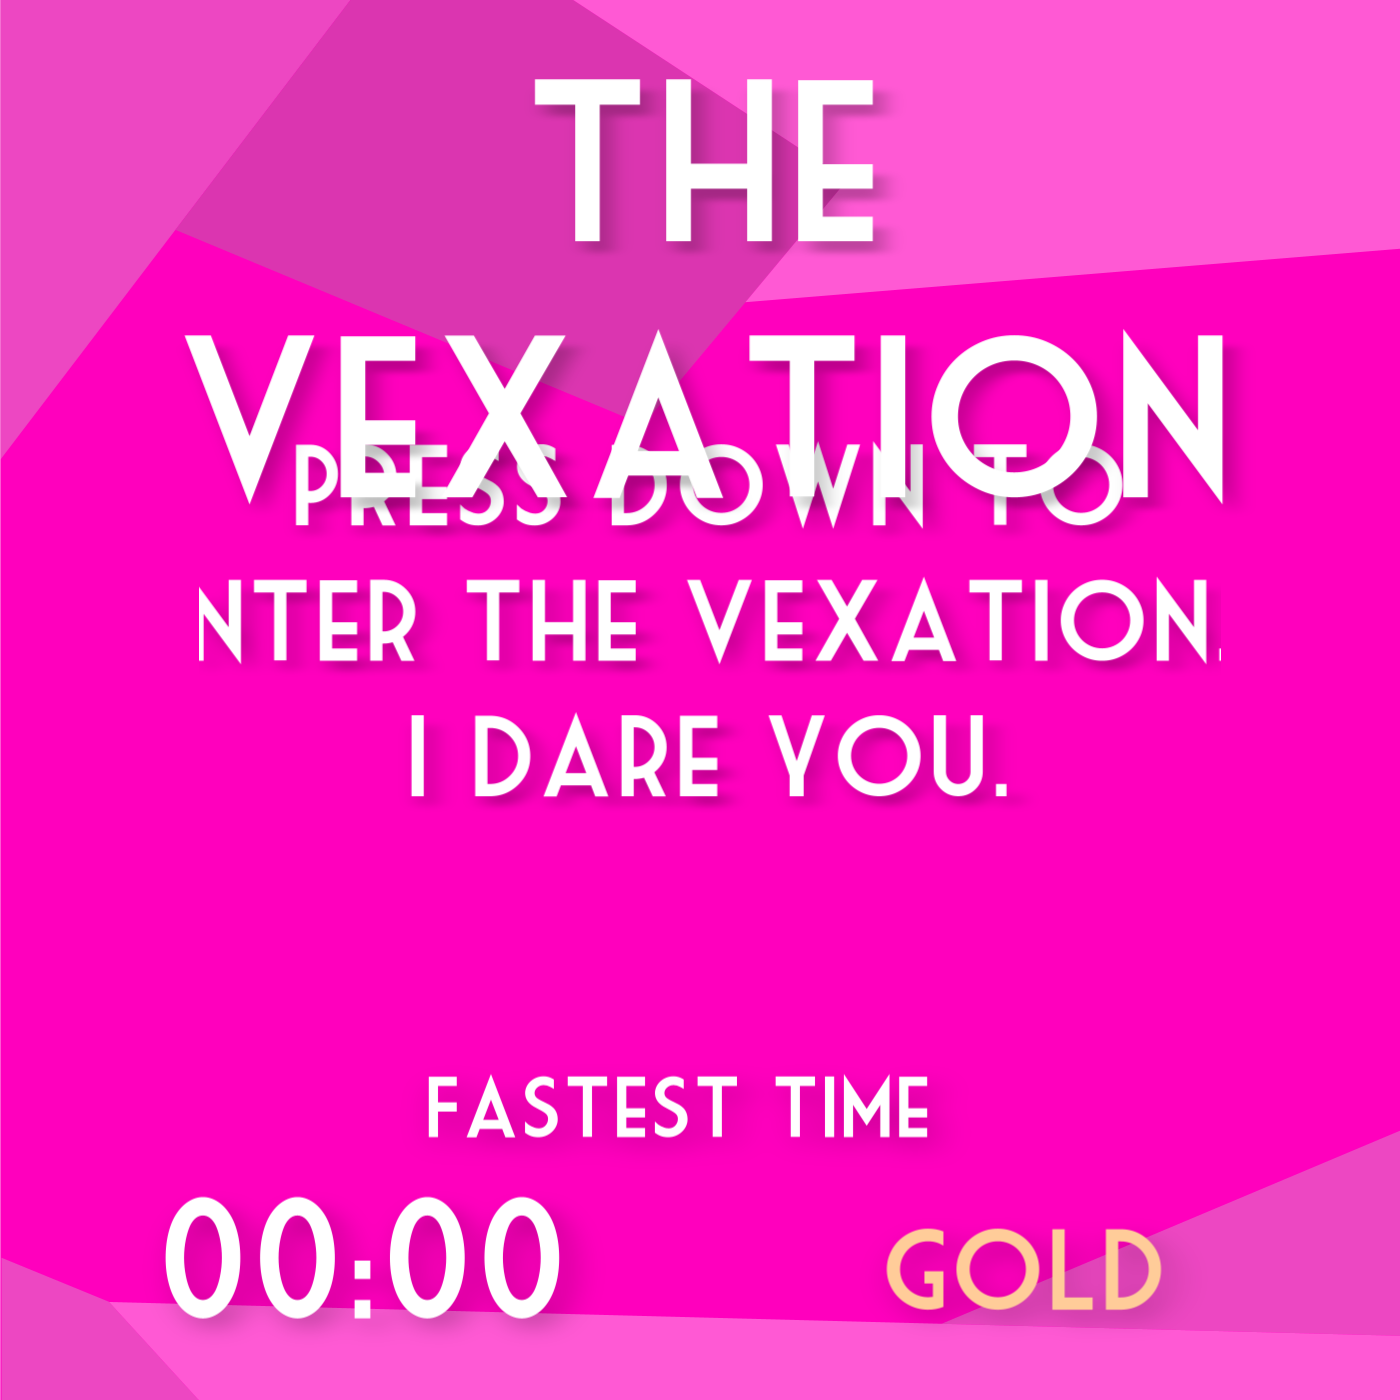 THE
VEXATION
PRESS DOWN TO
NTER THE VEXATION.
I DARE YOU.
FASTEST TIME
00:00
GOLD